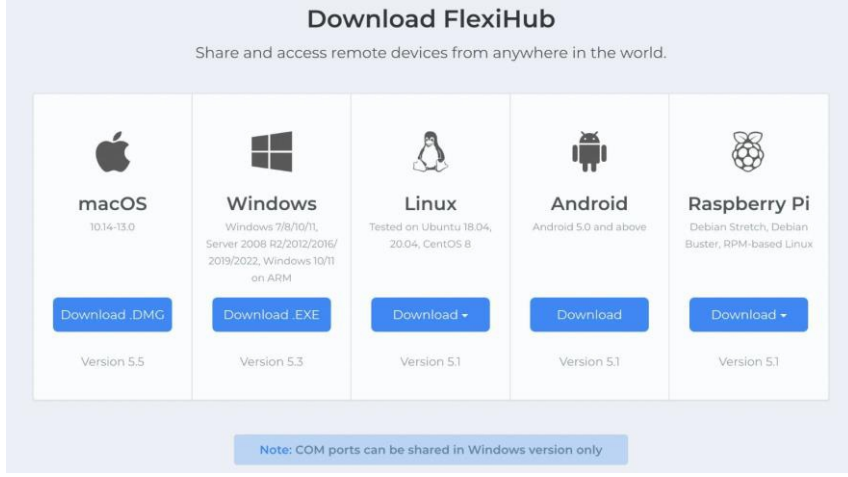 Download FlexiHub
Share and access remote devices from anywhere in the world.
macOS
10.14-13.0
Download .DMG
Version 5.5
Windows
Windows 7/8/10/11,
Server 2008 R2/2012/2016/
2019/2022, Windows 10/11
on ARM
Download .EXE
Version 5.3
Linux
Tested on Ubuntu 18.04,
20.04, CentOS 8
Download
Version 5.1
Android
Android 5.0 and above
Download
Version 5.1
Raspberry Pi
Debian Stretch, Debian
Buster, RPM-based Linux
Download
Version 5.1
Note: COM ports can be shared in Windows version only